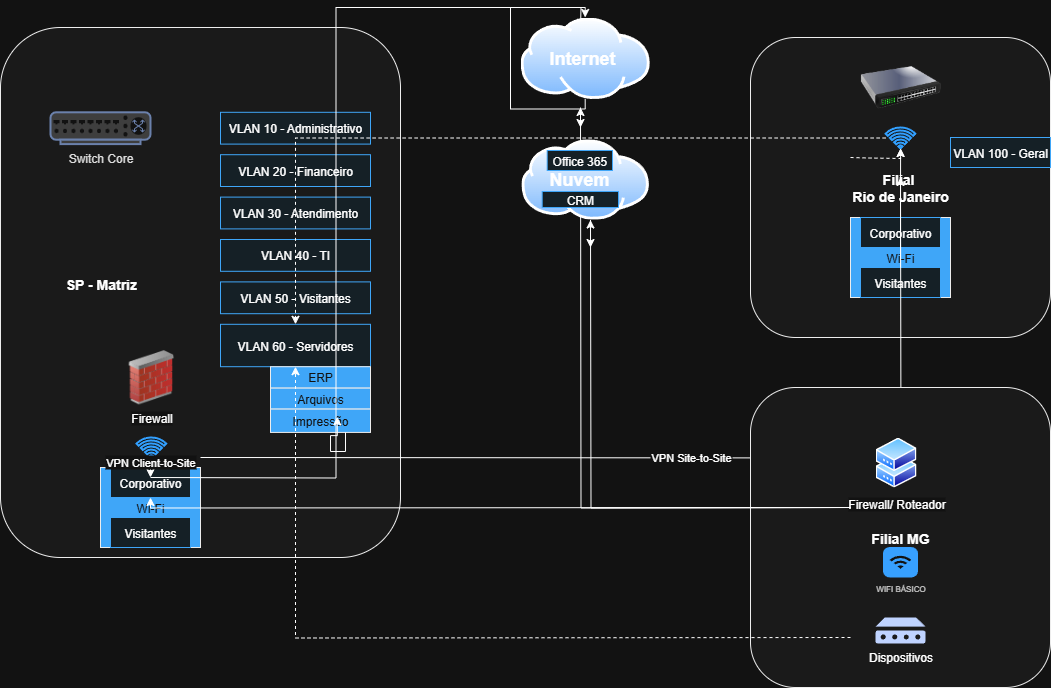 Internet
Office 365
Nuvem
CRM
Switch Core
SP - Matriz
VLAN 10 - Administrativo
VLAN 20 - Financeiro
VLAN 30 - Atendimento
VLAN 40 - TI
VLAN 50 - Visitantes
VLAN 60 - Servidores
ERP
Arquivos
Impressão
Firewall
VPN Client-to-Site
Corporativo
Wi-Fi
Visitantes
VPN Site-to-Site
VLAN 100 - Geral
Filial
Rio de Janeiro
Corporativo
Wi-Fi
Visitantes
Firewall/ Roteador
Filial MG
WIFI BÁSICO
Dispositivos